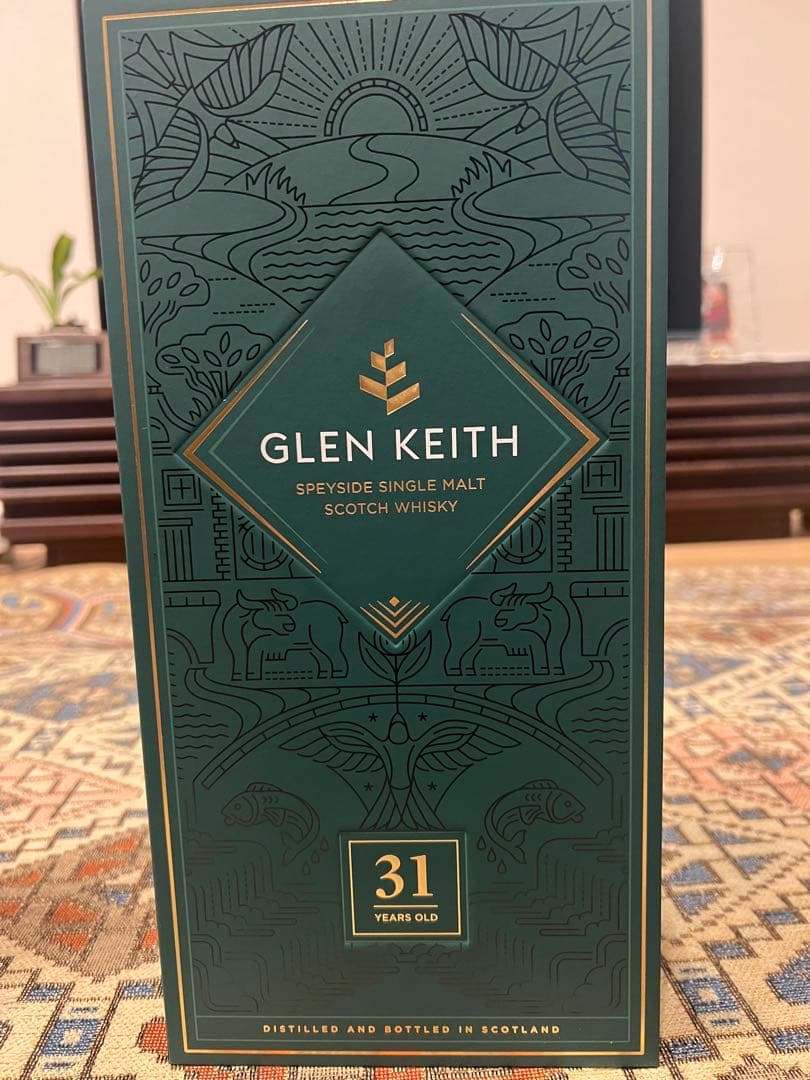 GLEN KEITH
SPEYSIDE SINGLE MALT
SCOTCH WHISKY
31
YEARS OLD
DISTILLED AND BOTTLED IN SCOTLAND